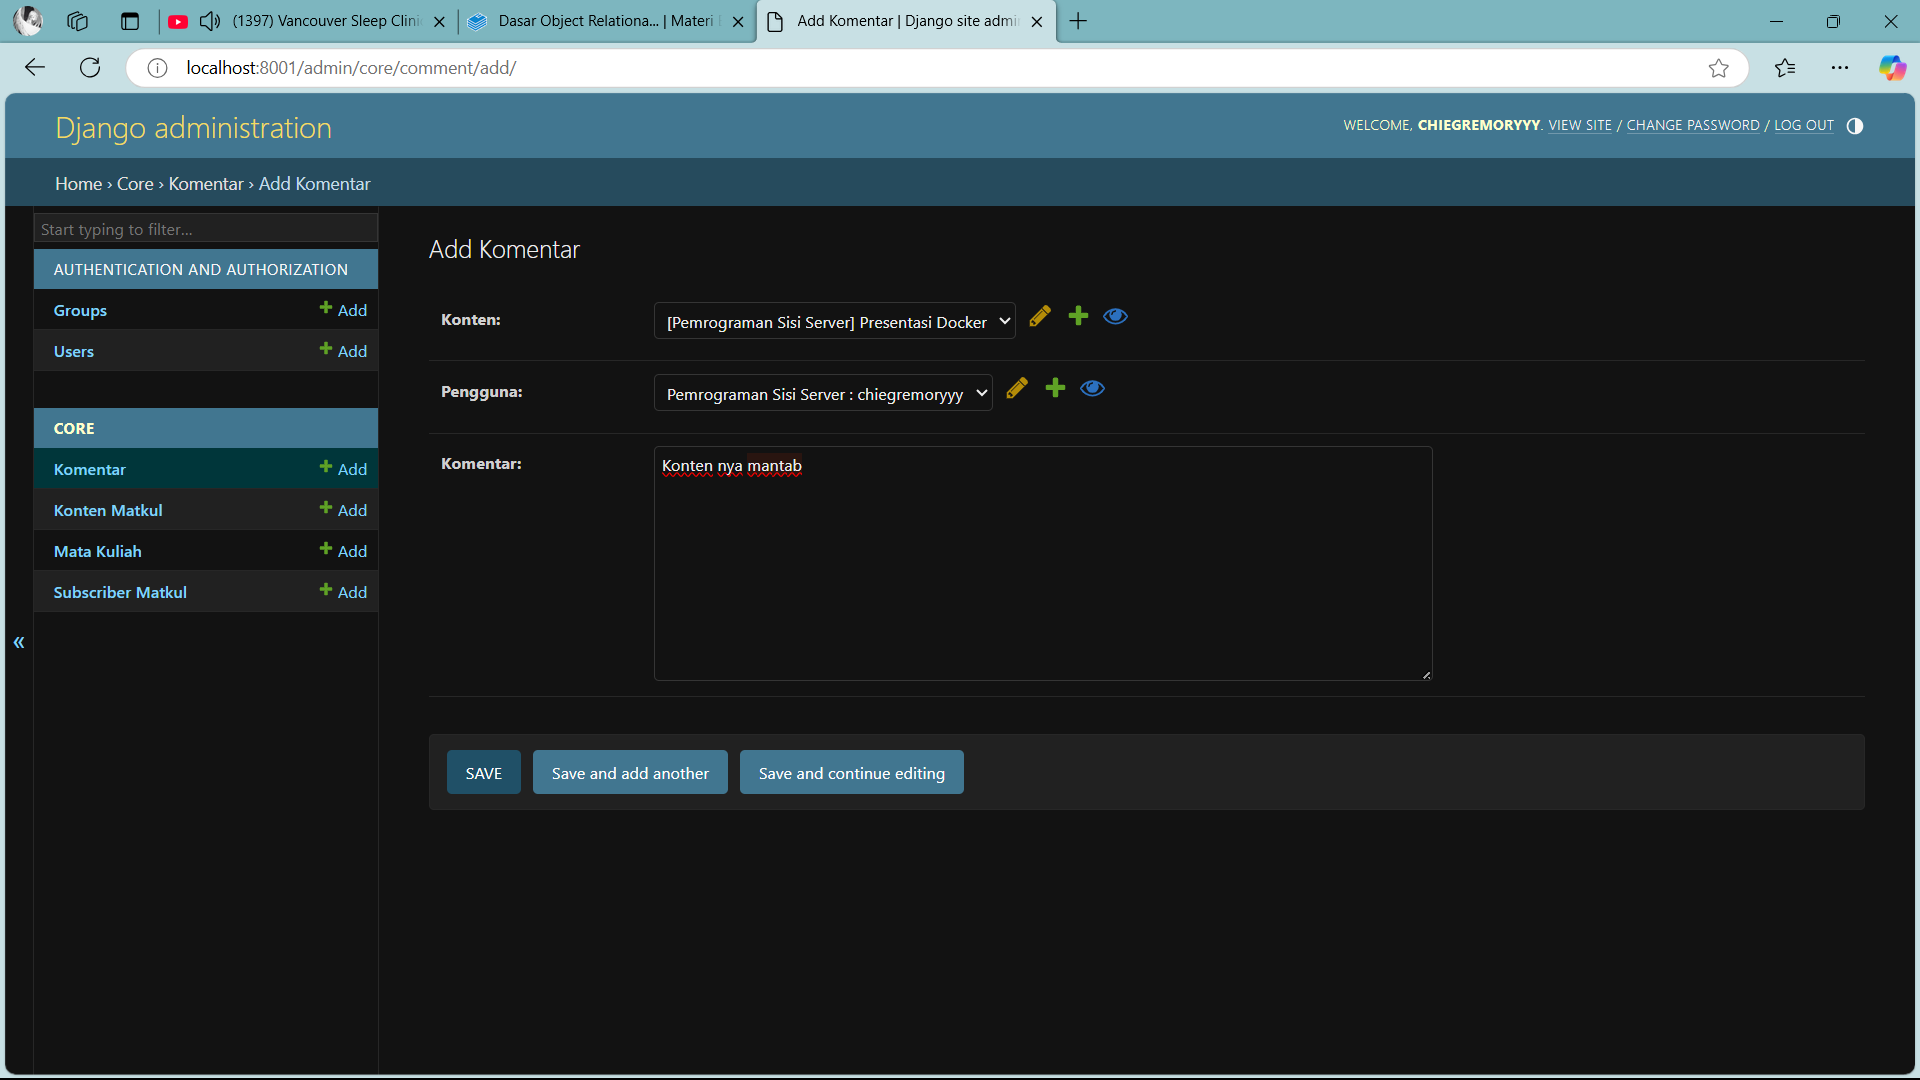 (1397) Vancouver Sleep Clini
Dasar Object Relationa... | Materi
Add Komentar | Django site admi
localhost:8001/admin/core/comment/add/
Django administration
WELCOME, CHIEGREMORYYY. VIEW SITE / CHANGE PASSWORD / LOG OUT
Home › Core › Komentar › Add Komentar
Start typing to filter...
AUTHENTICATION AND AUTHORIZATION
Groups Add
Users Add
CORE
Komentar Add
Konten Matkul Add
Mata Kuliah Add
Subscriber Matkul Add
«
Add Komentar
Konten: [Pemrograman Sisi Server] Presentasi Docker
Pengguna: Pemrograman Sisi Server : chiegremoryyy
Komentar: Konten nya mantab
SAVE Save and add another Save and continue editing